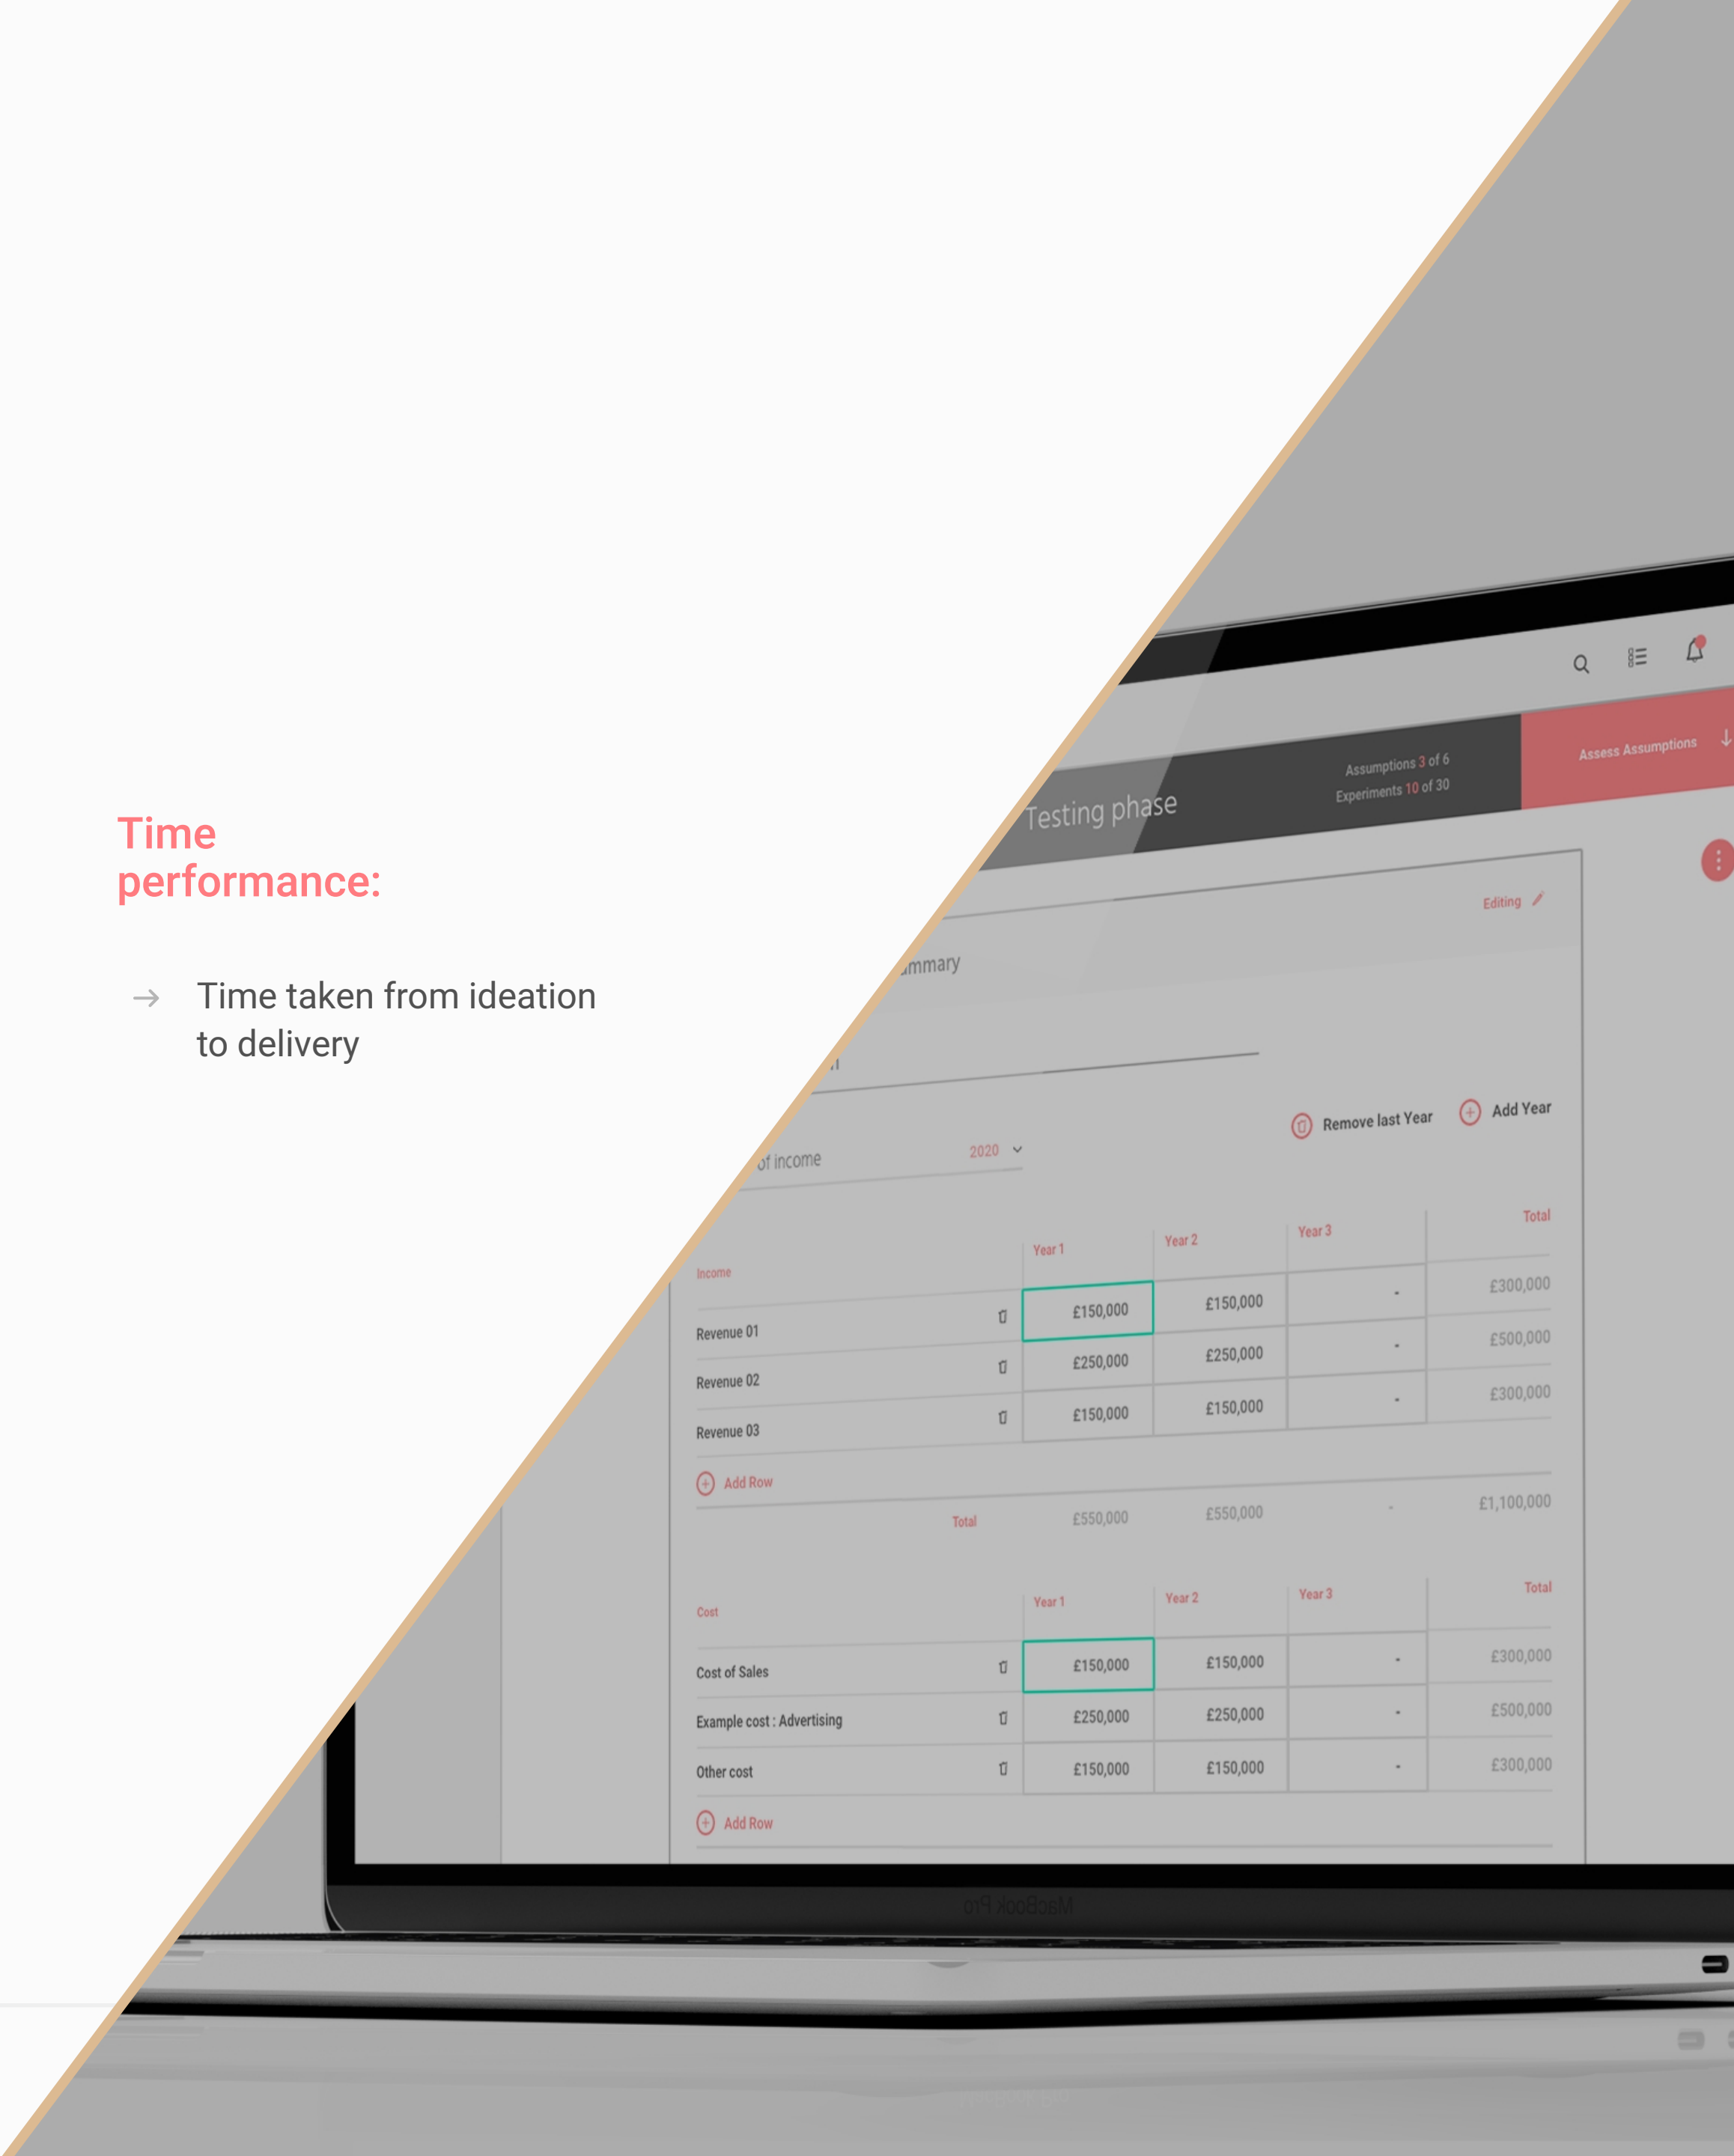 Time
performance:
Time taken from ideation
to delivery
Testing phase
Assumptions 3 of 6
Experiments 10 of 30
Assess Assumptions
Editing
of income
2020
Remove last Year
Add Year
Income Year 1 Year 2 Year 3 Total
Revenue 01 £150,000 £150,000 - £300,000
Revenue 02 £250,000 £250,000 - £500,000
Revenue 03 £150,000 £150,000 - £300,000
Add Row
Total £550,000 £550,000 - £1,100,000
Cost Year 1 Year 2 Year 3 Total
Cost of Sales £150,000 £150,000 - £300,000
Example cost : Advertising £250,000 £250,000 - £500,000
Other cost £150,000 £150,000 - £300,000
Add Row
MacBook Pro